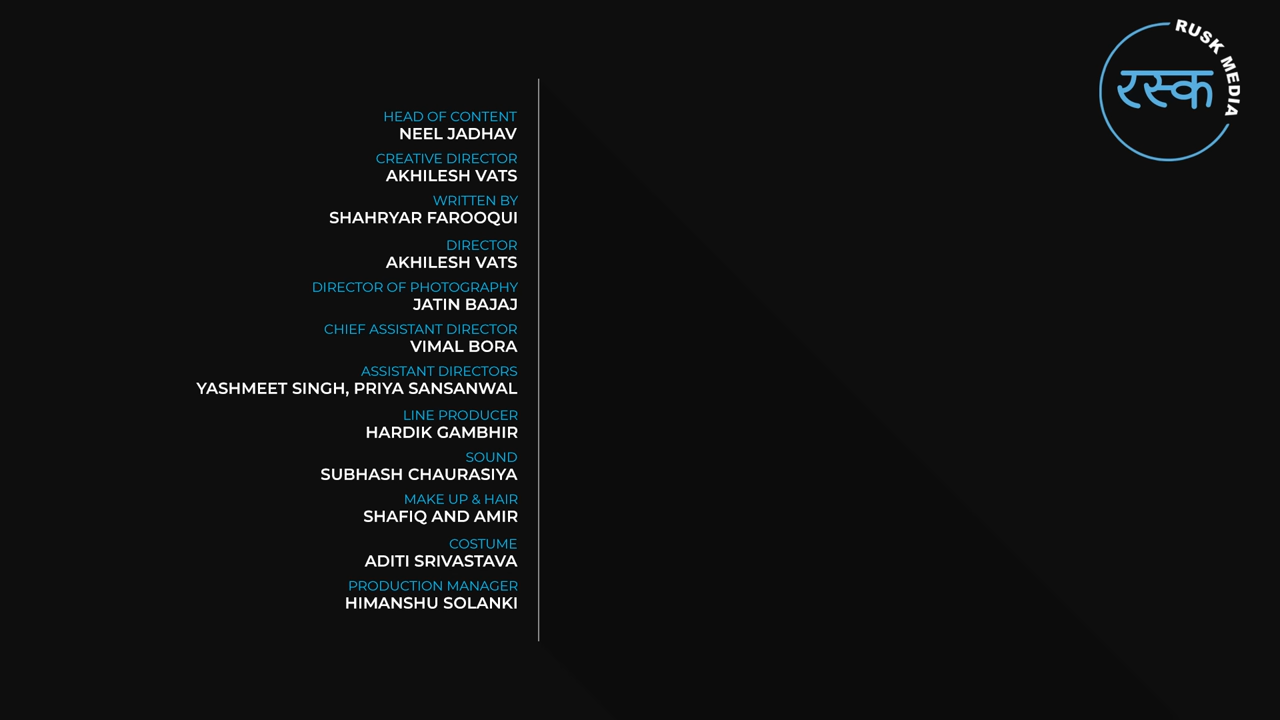 RUSK MEDIA
रस्क
HEAD OF CONTENT
NEEL JADHAV
CREATIVE DIRECTOR
AKHILESH VATS
WRITTEN BY
SHAHRYAR FAROOQUI
DIRECTOR
AKHILESH VATS
DIRECTOR OF PHOTOGRAPHY
JATIN BAJAJ
CHIEF ASSISTANT DIRECTOR
VIMAL BORA
ASSISTANT DIRECTORS
YASHMEET SINGH, PRIYA SANSANWAL
LINE PRODUCER
HARDIK GAMBHIR
SOUND
SUBHASH CHAURASIYA
MAKE UP & HAIR
SHAFIQ AND AMIR
COSTUME
ADITI SRIVASTAVA
PRODUCTION MANAGER
HIMANSHU SOLANKI